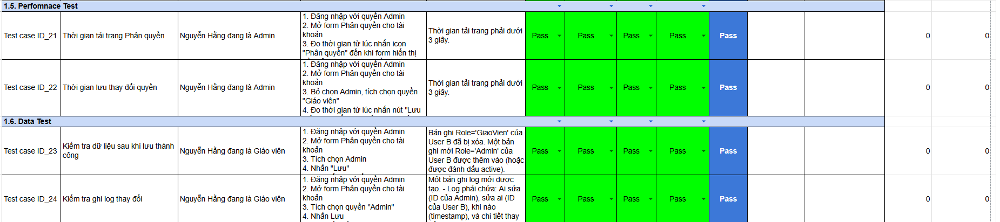 1.5. Perfomnace Test
Test case ID_21
Thời gian tải trang Phân quyền
Nguyễn Hằng đang là Admin
1. Đăng nhập với quyền Admin
2. Mở form Phân quyền cho tài
khoản
3. Đo thời gian từ lúc nhấn icon
"Phân quyền" đến khi form hiển thị
Thời gian tải trang phải dưới
3 giây.
Pass
Pass
Pass
Pass
Pass
0
0
Test case ID_22
Thời gian lưu thay đổi quyền
Nguyễn Hằng đang là Admin
1. Đăng nhập với quyền Admin
2. Mở form Phân quyền cho tài
khoản
3. Bỏ chọn Admin, tích chọn quyền
"Giáo viên"
4. Đo thời gian từ lúc nhấn nút "Lưu
Thời gian tải trang phải dưới
3 giây.
Pass
Pass
Pass
Pass
Pass
0
0
1.6. Data Test
Test case ID_23
Kiểm tra dữ liệu sau khi lưu thành
công
Nguyễn Hằng đang là Giáo viên
1. Đăng nhập với quyền Admin
2. Mở form Phân quyền cho tài
khoản
3. Tích chọn Admin
4. Nhấn "Lưu"
Bản ghi Role='GiaoVien' của
User B đã bị xóa. Một bản
ghi mới Role='Admin' của
User B được thêm vào (hoặc
được đánh dấu active).
Pass
Pass
Pass
Pass
Pass
0
0
Test case ID_24
Kiểm tra ghi log thay đổi
Nguyễn Hằng đang là Giáo viên
1. Đăng nhập với quyền Admin
2. Mở form Phân quyền cho tài
khoản
3. Tích chọn quyền "Admin"
4. Nhấn Lưu
Một bản ghi log mới được
tạo. - Log phải chứa: Ai sửa
(ID của Admin), sửa ai (ID
của User B), khi nào
(timestamp), và chi tiết thay
Pass
Pass
Pass
Pass
Pass
0
0